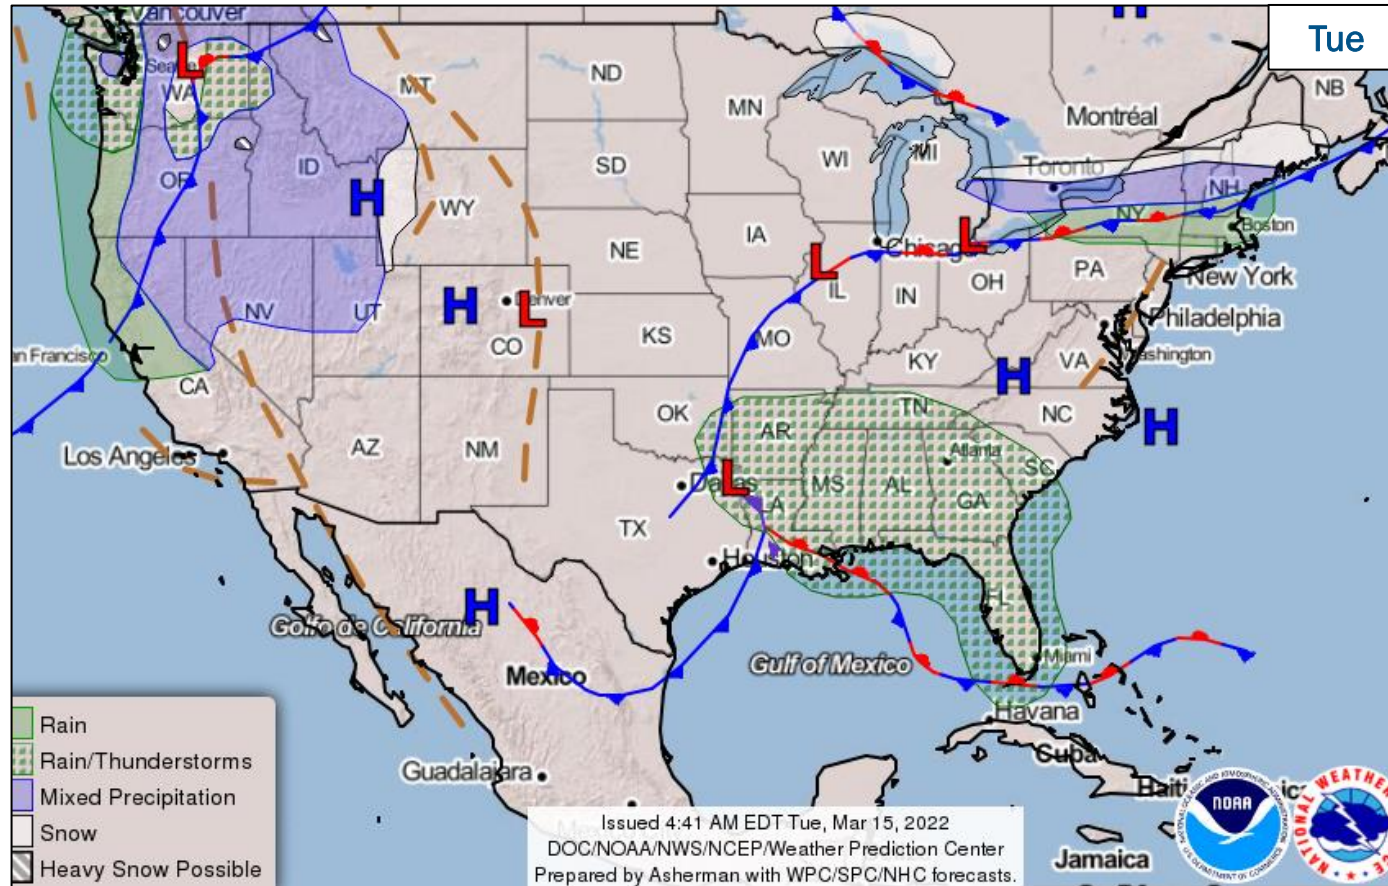 Tue
Vancouver
H
L
Seattle
WA
MT
ND
MN
Montréal
NB
OR
ID
H
WY
SD
WI
MI
Toronto
NH
NY
Boston
NE
IA
L
Chicago
L
IL
IN
OH
PA
New York
Philadelphia
NV
UT
H
Denver
L
CO
KS
MO
KY
VA
Washington
H
an Francisco
CA
AZ
NM
OK
AR
TN
NC
H
Los Angeles
L
Dallas
LA
MS
AL
Atlanta
GA
SC
TX
Houston
FL
Miami
H
Golfo de California
Mexico
Gulf of Mexico
Havana
Cuba
Guadalajara
Haiti
Jamaica
Rain
Rain/Thunderstorms
Mixed Precipitation
Snow
Heavy Snow Possible
Issued 4:41 AM EDT Tue, Mar 15, 2022
DOC/NOAA/NWS/NCEP/Weather Prediction Center
Prepared by Asherman with WPC/SPC/NHC forecasts.
NOAA
NATIONAL WEATHER